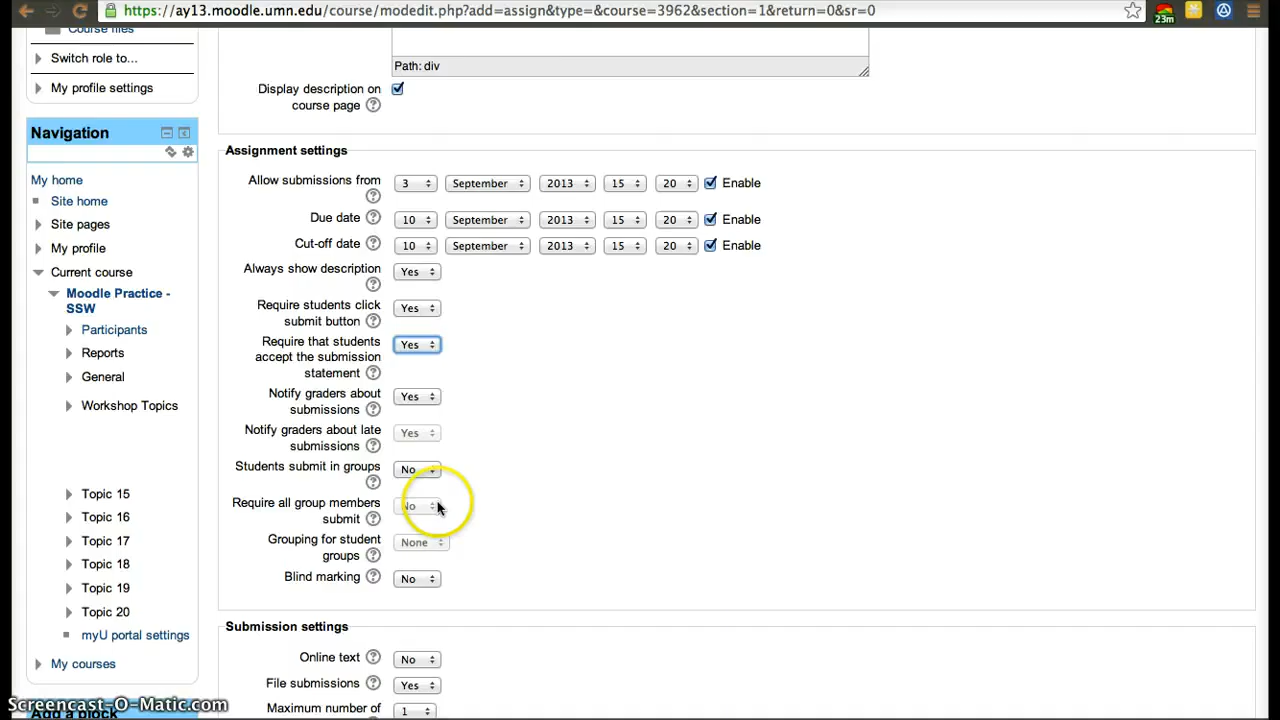 https://ay13.moodle.umn.edu/course/modedit.php?add=assign&type=&course=3962&section=1&return=0&sr=0
23m
Course files
Switch role to...
My profile settings
Navigation
My home
Site home
Site pages
My profile
Current course
Moodle Practice -
SSW
Participants
Reports
General
Workshop Topics
Topic 15
Topic 16
Topic 17
Topic 18
Topic 19
Topic 20
myU portal settings
My courses
Add a block
Path: div
Display description on
course page
Assignment settings
Allow submissions from 3 September 2013 15 20 Enable
Due date 10 September 2013 15 20 Enable
Cut-off date 10 September 2013 15 20 Enable
Always show description Yes
Require students click
submit button Yes
Require that students
accept the submission
statement Yes
Notify graders about
submissions Yes
Notify graders about late
submissions Yes
Students submit in groups No
Require all group members
submit No
Grouping for student
groups None
Blind marking No
Submission settings
Online text No
File submissions Yes
Maximum number of 1
Screencast-O-Matic.com